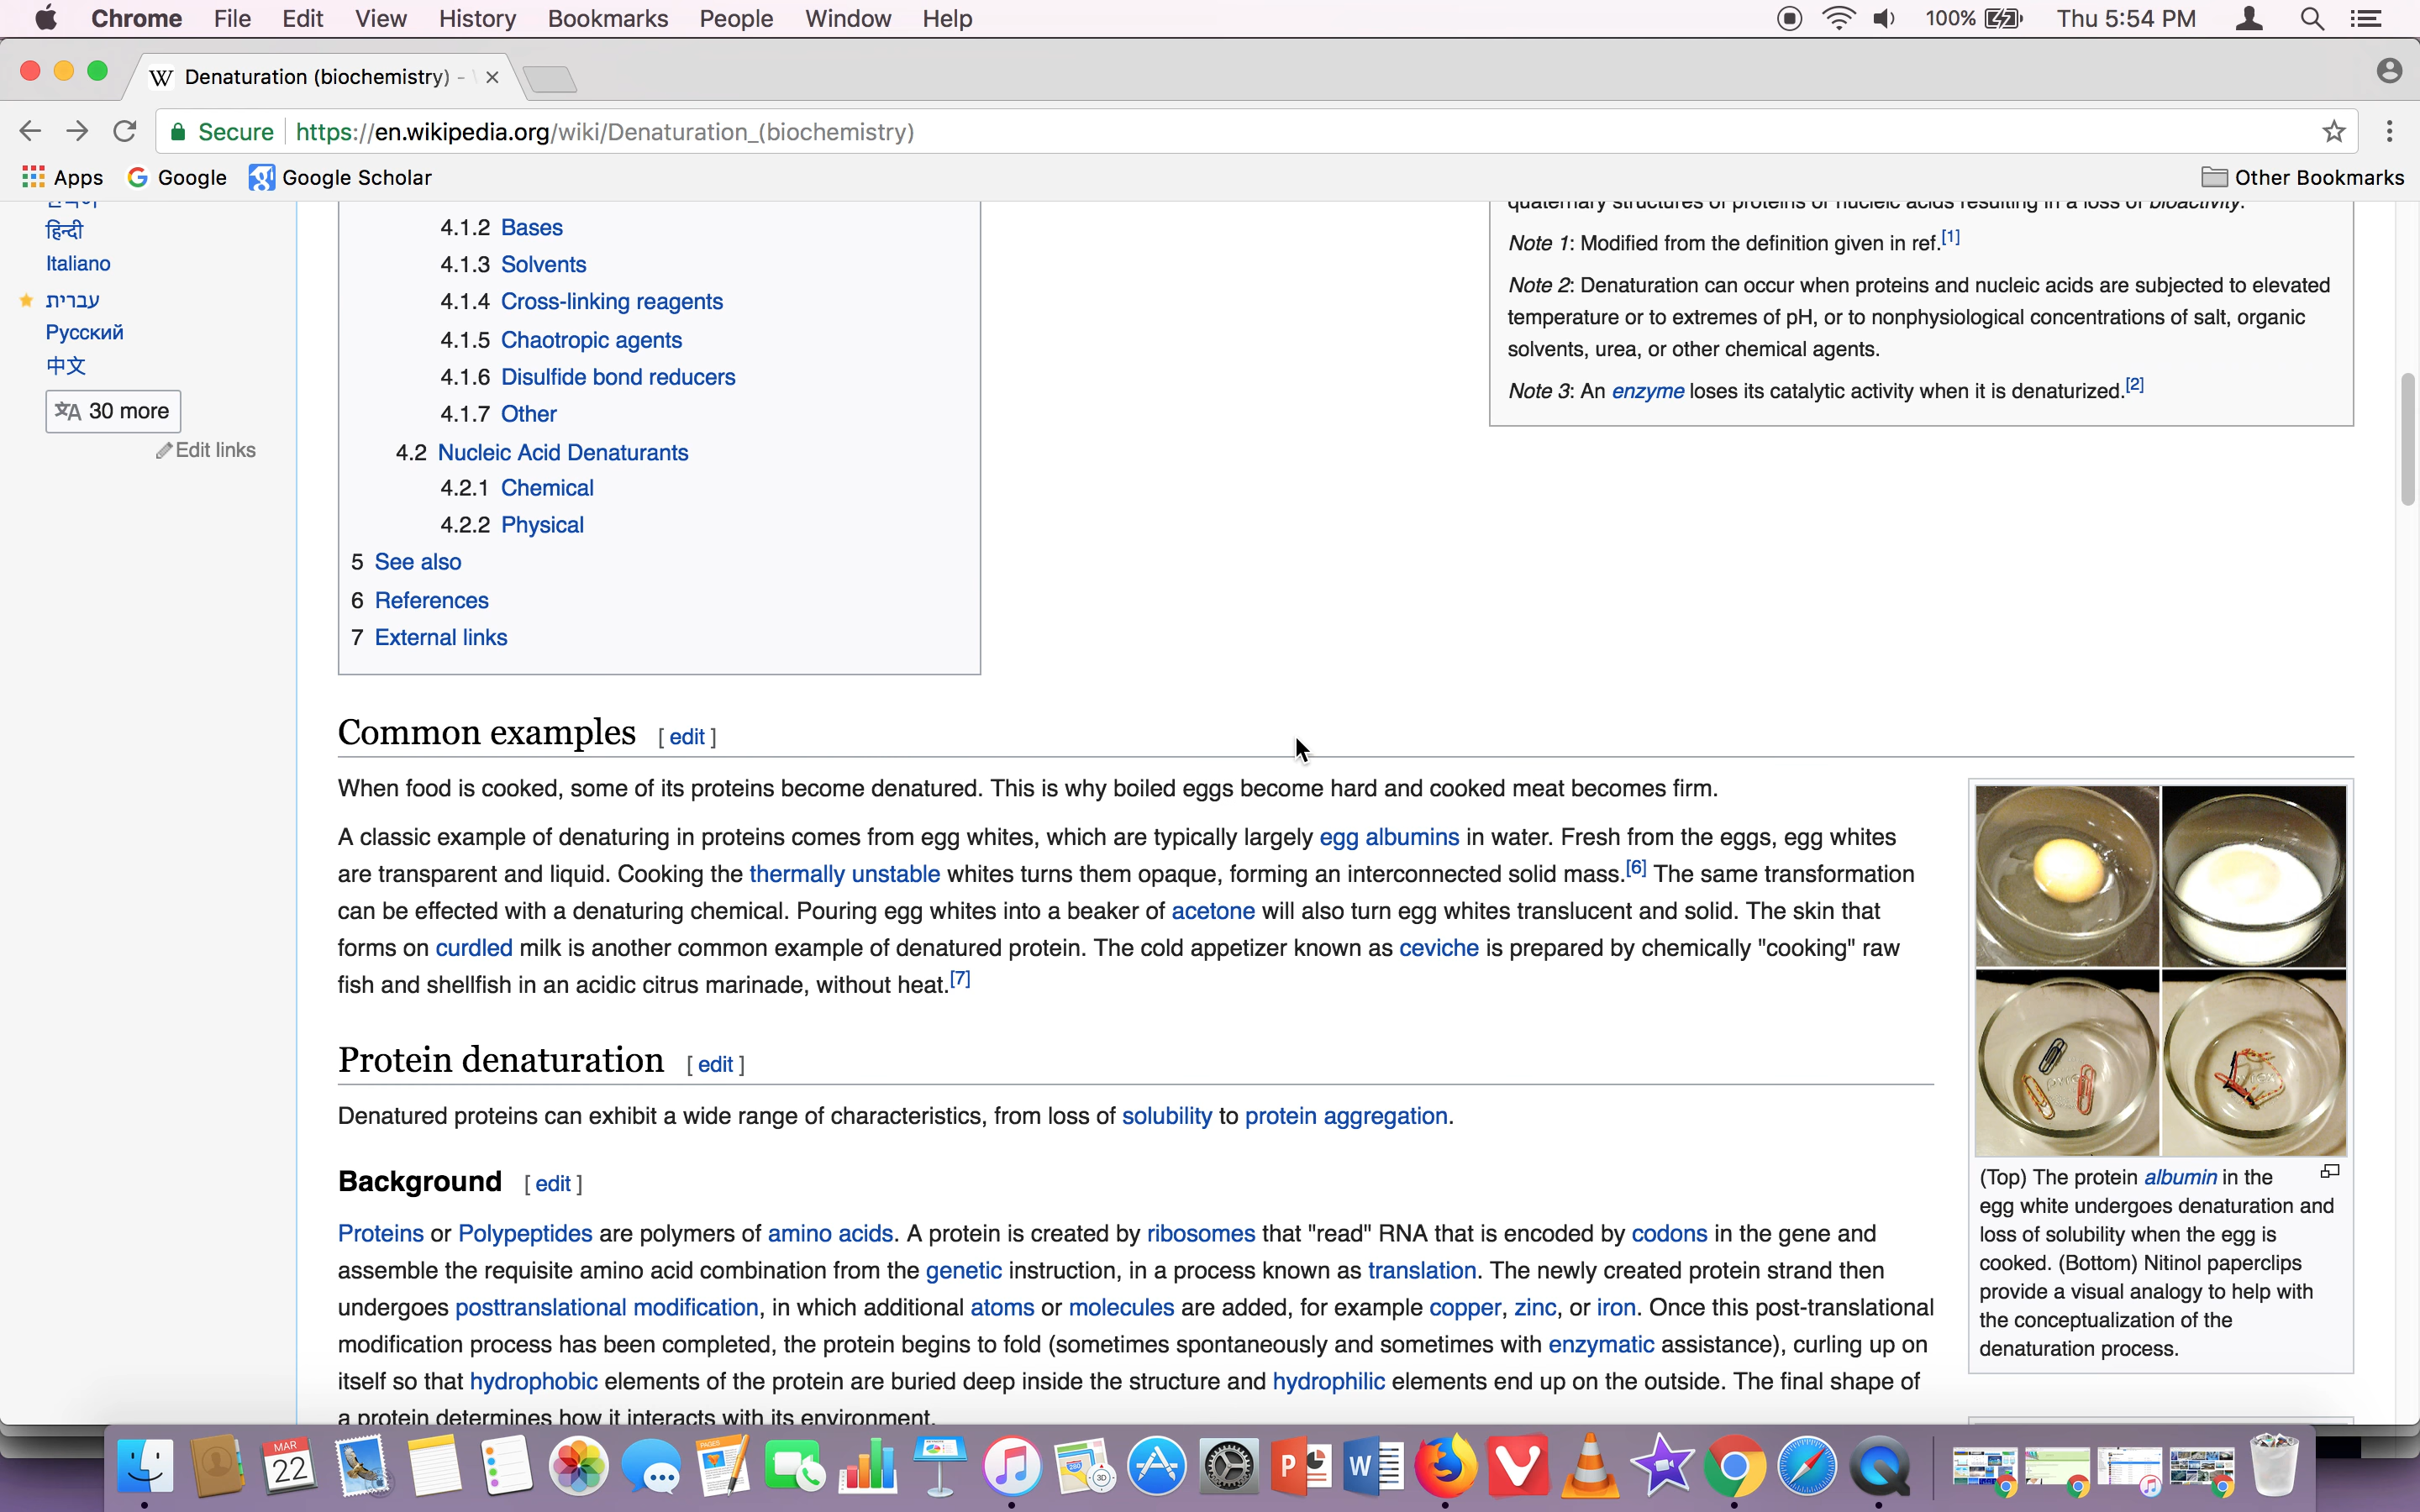 Chrome File Edit View History Bookmarks People Window Help 100% Thu 5:54 PM
Denaturation (biochemistry) -
Secure https://en.wikipedia.org/wiki/Denaturation_(biochemistry)
Apps Google Google Scholar Other Bookmarks
한국어
हिन्दी
Italiano
עברית
Русский
中文
30 more
Edit links
4.1.2 Bases
4.1.3 Solvents
4.1.4 Cross-linking reagents
4.1.5 Chaotropic agents
4.1.6 Disulfide bond reducers
4.1.7 Other
4.2 Nucleic Acid Denaturants
4.2.1 Chemical
4.2.2 Physical
5 See also
6 References
7 External links
quaternary structures of proteins or nucleic acids resulting in a loss of bioactivity.
Note 1: Modified from the definition given in ref.[1]
Note 2: Denaturation can occur when proteins and nucleic acids are subjected to elevated
temperature or to extremes of pH, or to nonphysiological concentrations of salt, organic
solvents, urea, or other chemical agents.
Note 3: An enzyme loses its catalytic activity when it is denaturized.[2]
Common examples [ edit ]
When food is cooked, some of its proteins become denatured. This is why boiled eggs become hard and cooked meat becomes firm.
A classic example of denaturing in proteins comes from egg whites, which are typically largely egg albumins in water. Fresh from the eggs, egg whites
are transparent and liquid. Cooking the thermally unstable whites turns them opaque, forming an interconnected solid mass.[6] The same transformation
can be effected with a denaturing chemical. Pouring egg whites into a beaker of acetone will also turn egg whites translucent and solid. The skin that
forms on curdled milk is another common example of denatured protein. The cold appetizer known as ceviche is prepared by chemically "cooking" raw
fish and shellfish in an acidic citrus marinade, without heat.[7]
Protein denaturation [ edit ]
Denatured proteins can exhibit a wide range of characteristics, from loss of solubility to protein aggregation.
Background [ edit ]
Proteins or Polypeptides are polymers of amino acids. A protein is created by ribosomes that "read" RNA that is encoded by codons in the gene and
assemble the requisite amino acid combination from the genetic instruction, in a process known as translation. The newly created protein strand then
undergoes posttranslational modification, in which additional atoms or molecules are added, for example copper, zinc, or iron. Once this post-translational
modification process has been completed, the protein begins to fold (sometimes spontaneously and sometimes with enzymatic assistance), curling up on
itself so that hydrophobic elements of the protein are buried deep inside the structure and hydrophilic elements end up on the outside. The final shape of
a protein determines how it interacts with its environment.
(Top) The protein albumin in the
egg white undergoes denaturation and
loss of solubility when the egg is
cooked. (Bottom) Nitinol paperclips
provide a visual analogy to help with
the conceptualization of the
denaturation process.
MAR
22
PAGES
3D